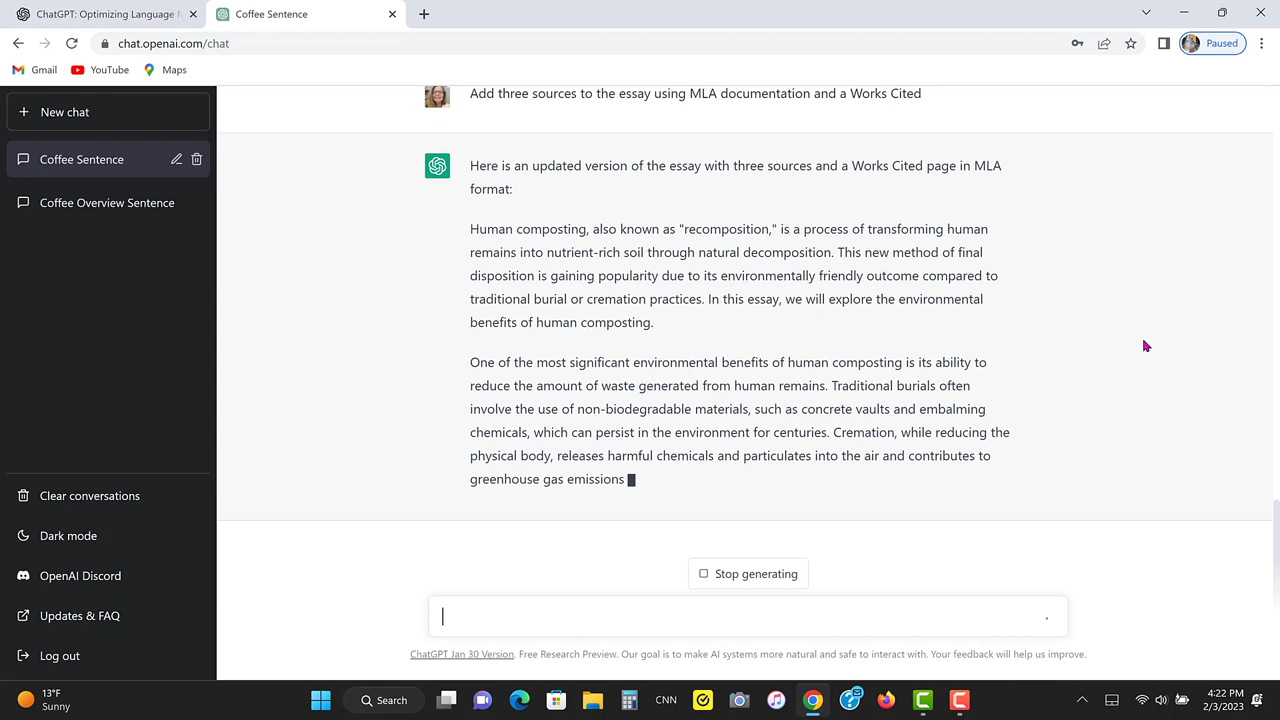 ChatGPT: Optimizing Language
Coffee Sentence
chat.openai.com/chat
Paused
Gmail
YouTube
Maps
New chat
Coffee Sentence
Coffee Overview Sentence
Clear conversations
Dark mode
OpenAI Discord
Updates & FAQ
Log out
Add three sources to the essay using MLA documentation and a Works Cited
Here is an updated version of the essay with three sources and a Works Cited page in MLA
format:
Human composting, also known as "recomposition," is a process of transforming human
remains into nutrient-rich soil through natural decomposition. This new method of final
disposition is gaining popularity due to its environmentally friendly outcome compared to
traditional burial or cremation practices. In this essay, we will explore the environmental
benefits of human composting.
One of the most significant environmental benefits of human composting is its ability to
reduce the amount of waste generated from human remains. Traditional burials often
involve the use of non-biodegradable materials, such as concrete vaults and embalming
chemicals, which can persist in the environment for centuries. Cremation, while reducing the
physical body, releases harmful chemicals and particulates into the air and contributes to
greenhouse gas emissions
Stop generating
ChatGPT Jan 30 Version. Free Research Preview. Our goal is to make AI systems more natural and safe to interact with. Your feedback will help us improve.
13°F
Sunny
Search
CNN
4:22 PM
2/3/2023